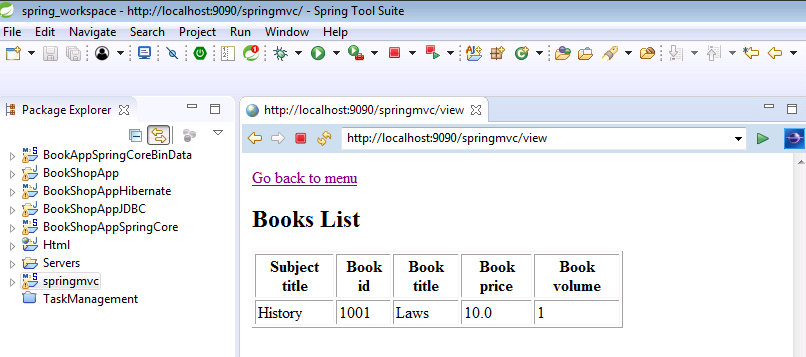 spring_workspace - http://localhost:9090/springmvc/ - Spring Tool Suite
File Edit Navigate Search Project Run Window Help
Package Explorer
BookAppSpringCoreBinData
BookShopApp
BookShopAppHibernate
BookShopAppJDBC
BookShopAppSpringCore
Html
Servers
springmvc
TaskManagement
http://localhost:9090/springmvc/view
http://localhost:9090/springmvc/view
Go back to menu
Books List
Subject title Book id Book title Book price Book volume
History 1001 Laws 10.0 1